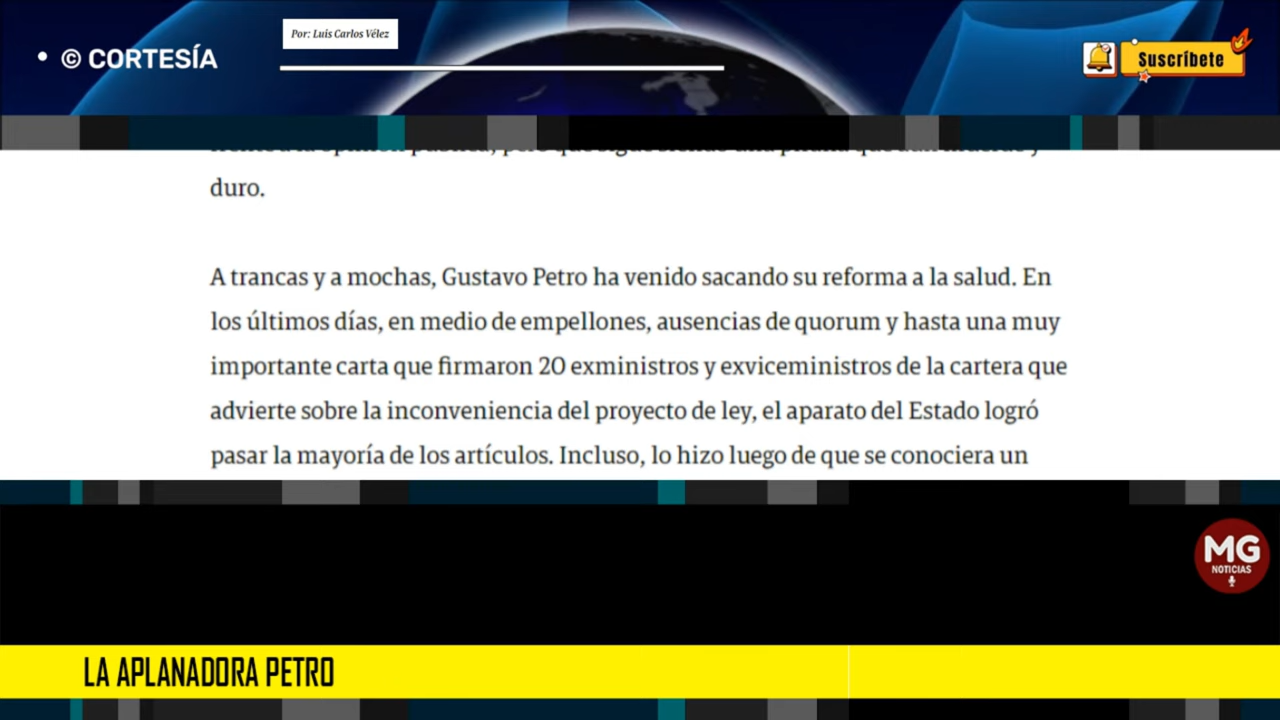 Por: Luis Carlos Vélez
• © CORTESÍA
Suscríbete
duro.
A trancas y a mochas, Gustavo Petro ha venido sacando su reforma a la salud. En
los últimos días, en medio de empellones, ausencias de quorum y hasta una muy
importante carta que firmaron 20 exministros y exviceministros de la cartera que
advierte sobre la inconveniencia del proyecto de ley, el aparato del Estado logró
pasar la mayoría de los artículos. Incluso, lo hizo luego de que se conociera un
MG
NOTICIAS
LA APLANADORA PETRO